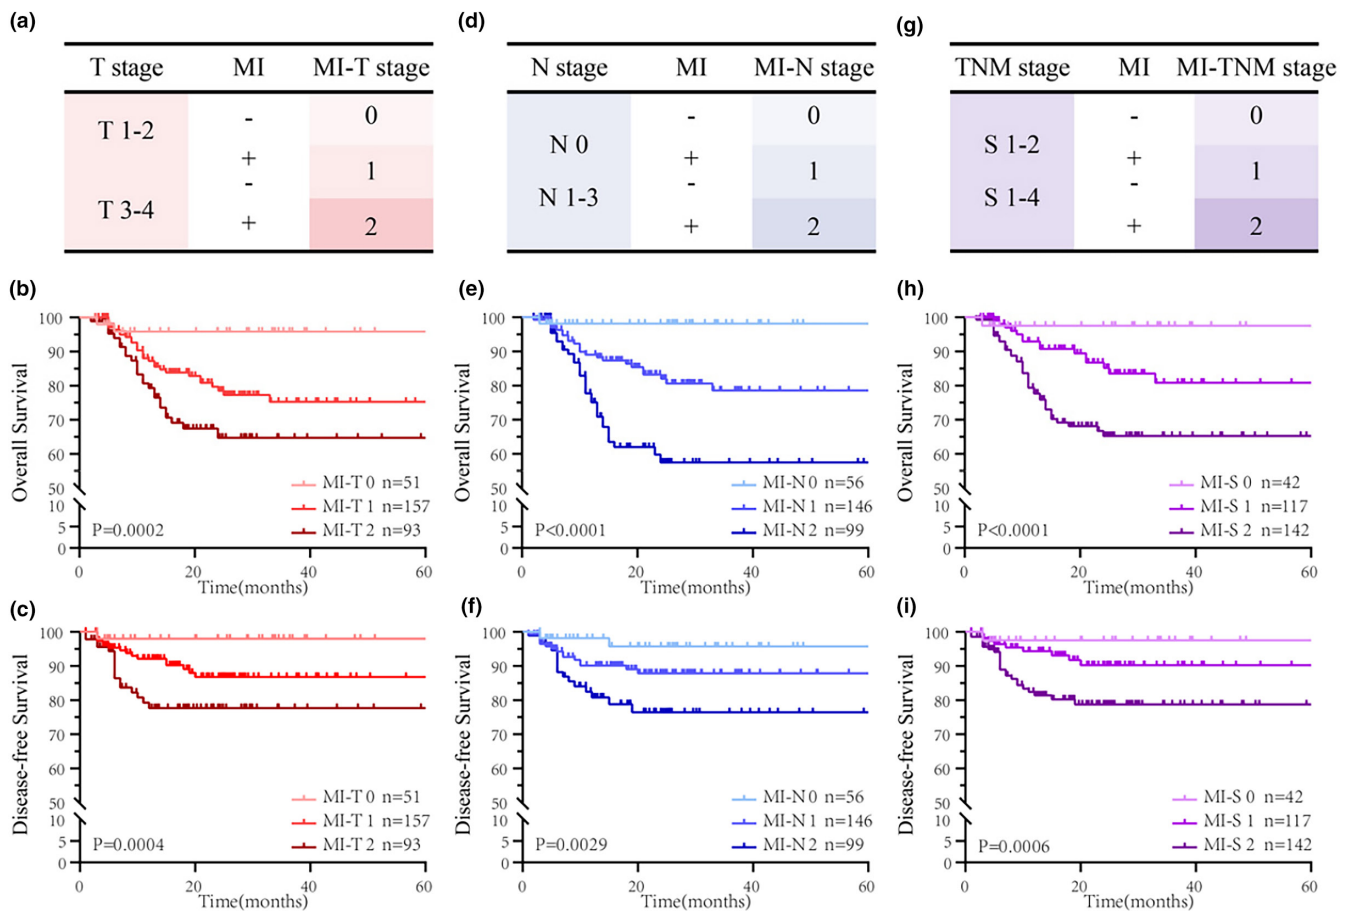 (a)
T stage MI MI-T stage
T 1-2 - 0
+ 1
T 3-4 -
+ 2
(d)
N stage MI MI-N stage
N 0 - 0
+ 1
N 1-3 -
+ 2
(g)
TNM stage MI MI-TNM stage
S 1-2 - 0
+ 1
S 1-4 -
+ 2
(b)
Overall Survival
100
90
80
70
60
50
10
5
0
MI-T 0 n=51
MI-T 1 n=157
MI-T 2 n=93
P=0.0002
0 20 40 60
Time(months)
(e)
Overall Survival
100
90
80
70
60
50
10
5
0
MI-N 0 n=56
MI-N 1 n=146
MI-N 2 n=99
P<0.0001
0 20 40 60
Time(months)
(h)
Overall Survival
100
90
80
70
60
50
10
5
0
MI-S 0 n=42
MI-S 1 n=117
MI-S 2 n=142
P<0.0001
0 20 40 60
Time(months)
(c)
Disease-free Survival
100
90
80
70
60
50
10
5
0
MI-T 0 n=51
MI-T 1 n=157
MI-T 2 n=93
P=0.0004
0 20 40 60
Time(months)
(f)
Disease-free Survival
100
90
80
70
60
50
10
5
0
MI-N 0 n=56
MI-N 1 n=146
MI-N 2 n=99
P=0.0029
0 20 40 60
Time(months)
(i)
Disease-free Survival
100
90
80
70
60
50
10
5
0
MI-S 0 n=42
MI-S 1 n=117
MI-S 2 n=142
P=0.0006
0 20 40 60
Time(months)